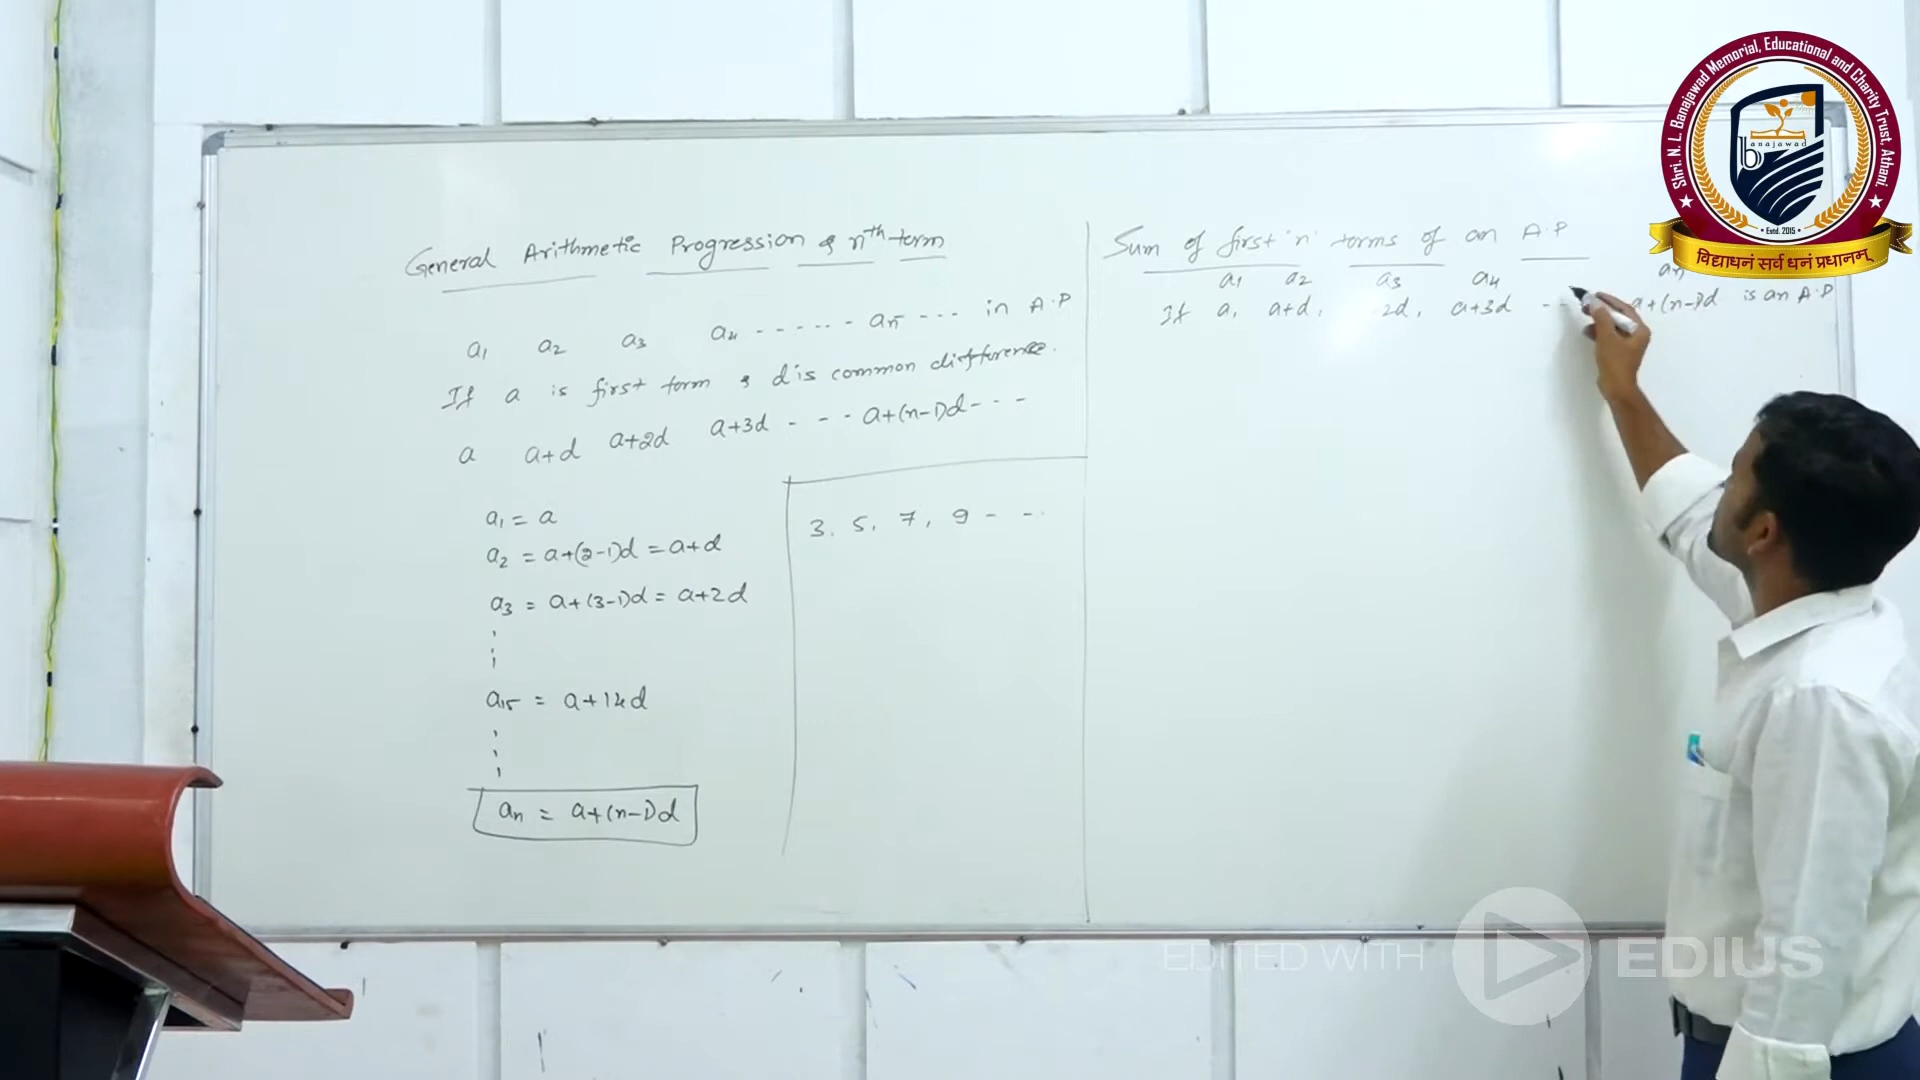 General Arithmetic Progression & nth term
a1 a2 a3 a4 - - - - - - an - - - in A.P
If a is first term & d is common difference.
a a+d a+2d a+3d - - - a+(n-1)d - - -
a1 = a
a2 = a+(2-1)d = a+d
a3 = a+(3-1)d = a+2d
a15 = a+14d
an = a+(n-1)d
3, 5, 7, 9 - - .
Sum of first 'n' terms of an A.P
a1 a2 a3 a4 an
If a, a+d, 2d, a+3d - - a+(n-1)d is an A.P
Shri. N. L. Banajawad Memorial, Educational and Charity Trust, Athani.
banajawad
Estd. 2015
विद्याधनं सर्व धनं प्रधानम्
EDITED WITH EDIUS